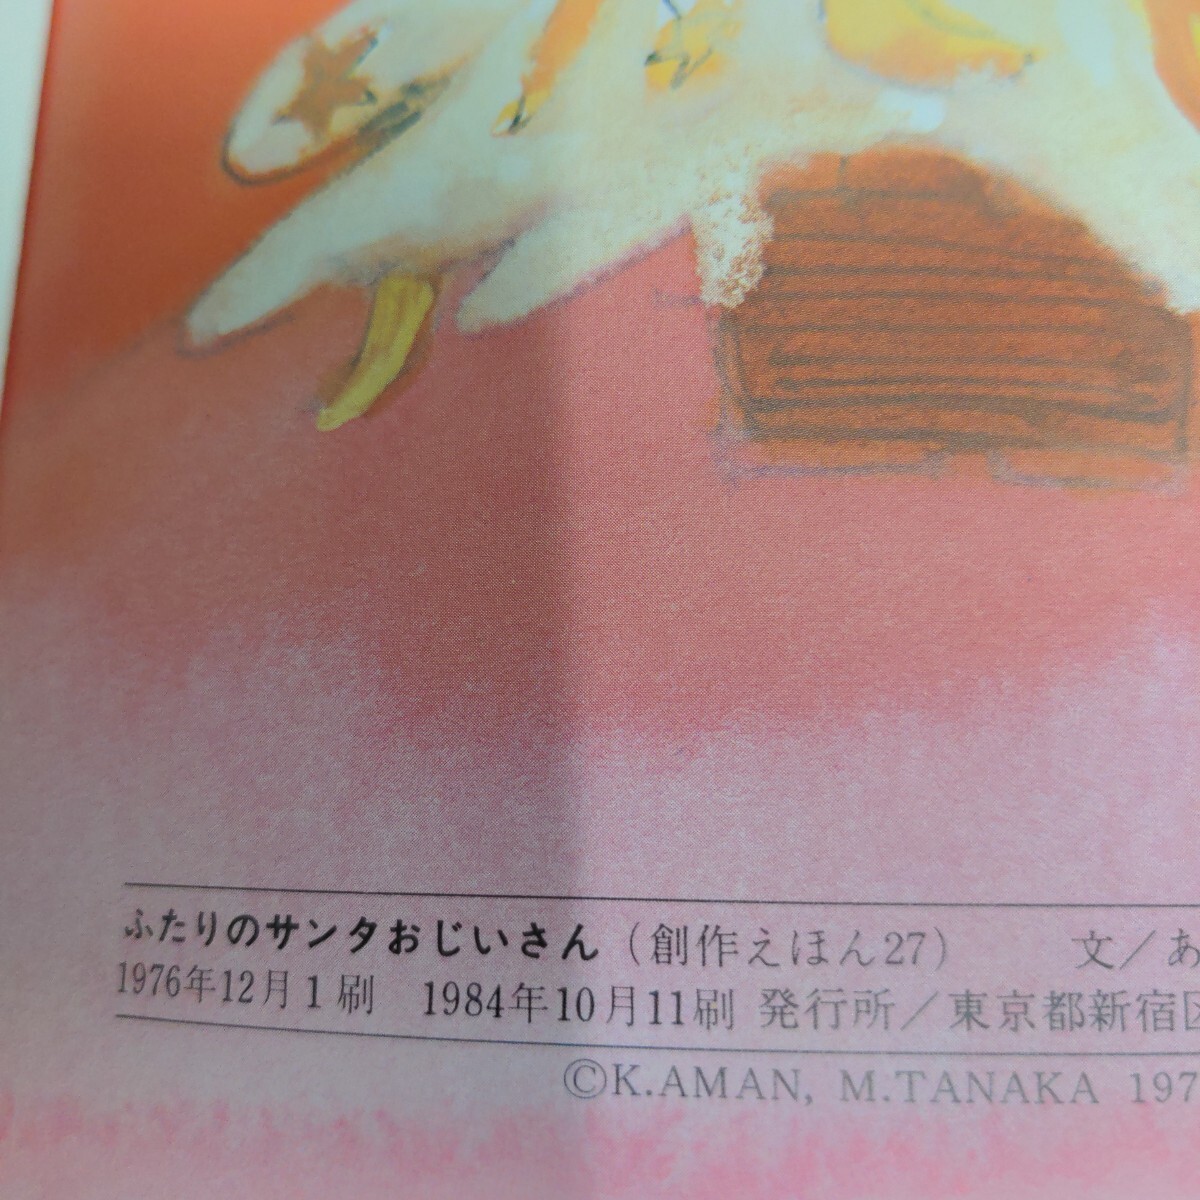 ふたりのサンタおじいさん（創作えほん27）　文／あ
1976年12月1刷　1984年10月11刷 発行所／東京都新宿区
©K.AMAN, M.TANAKA 197